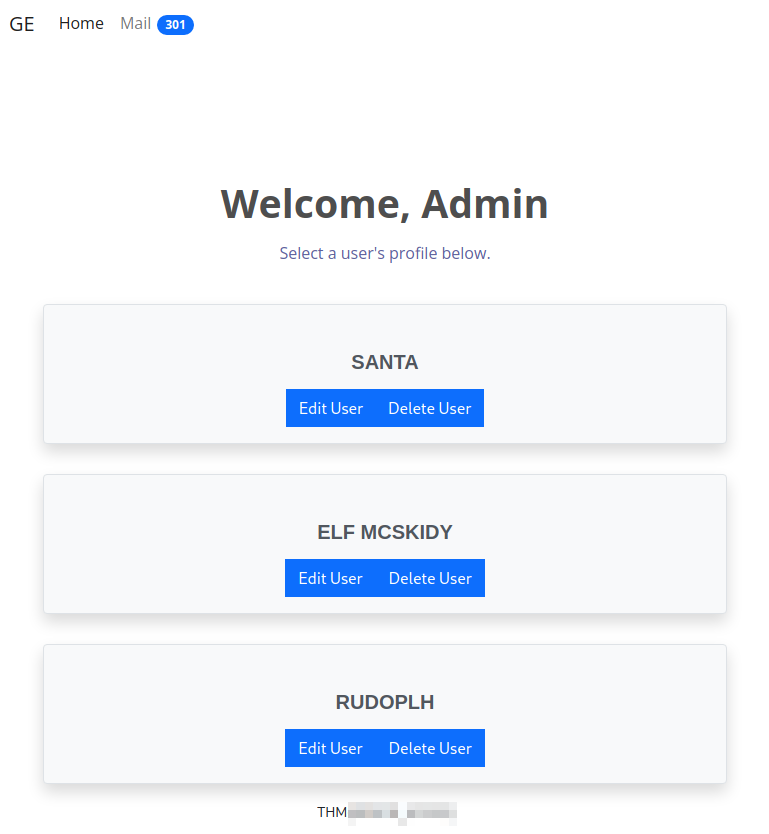 GE Home Mail 301
Welcome, Admin
Select a user's profile below.
SANTA
Edit User Delete User
ELF MCSKIDY
Edit User Delete User
RUDOPLH
Edit User Delete User
THM